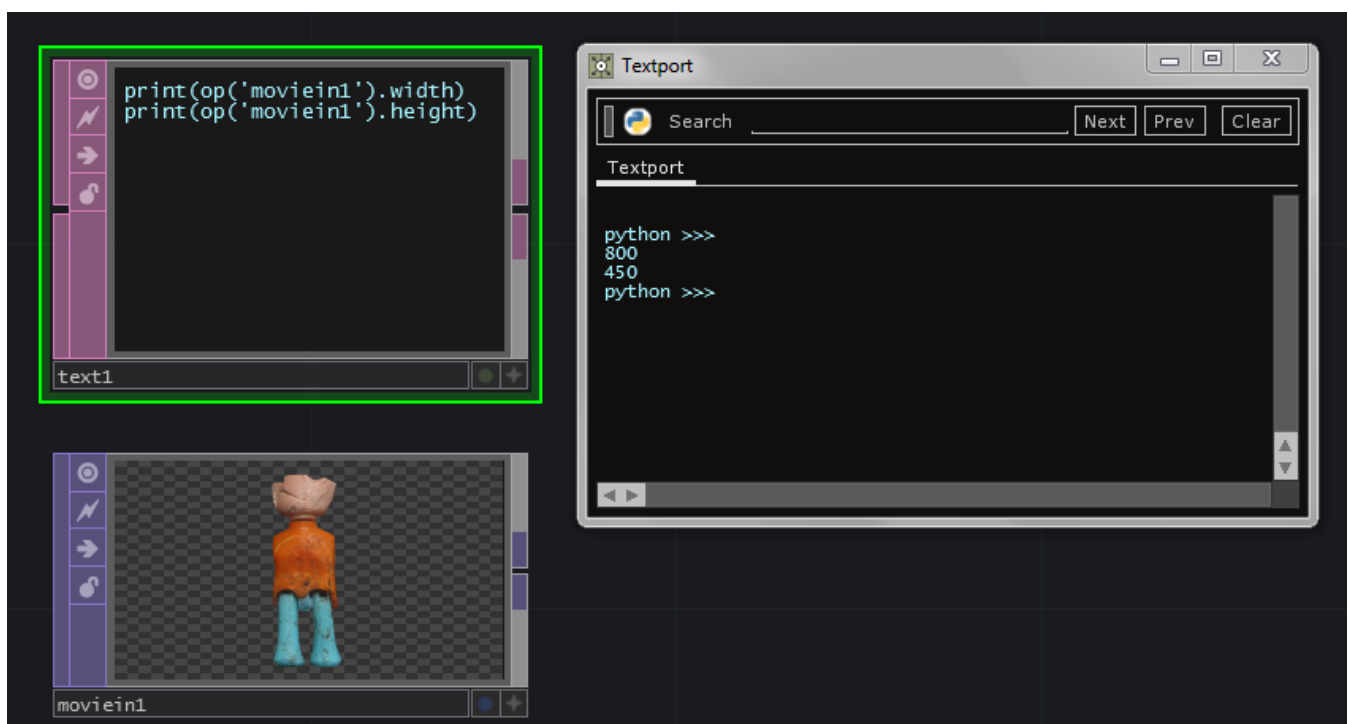 print(op('moviein1').width)
print(op('moviein1').height)
text1
moviein1
Textport
Search
Next
Prev
Clear
Textport
python >>>
800
450
python >>>